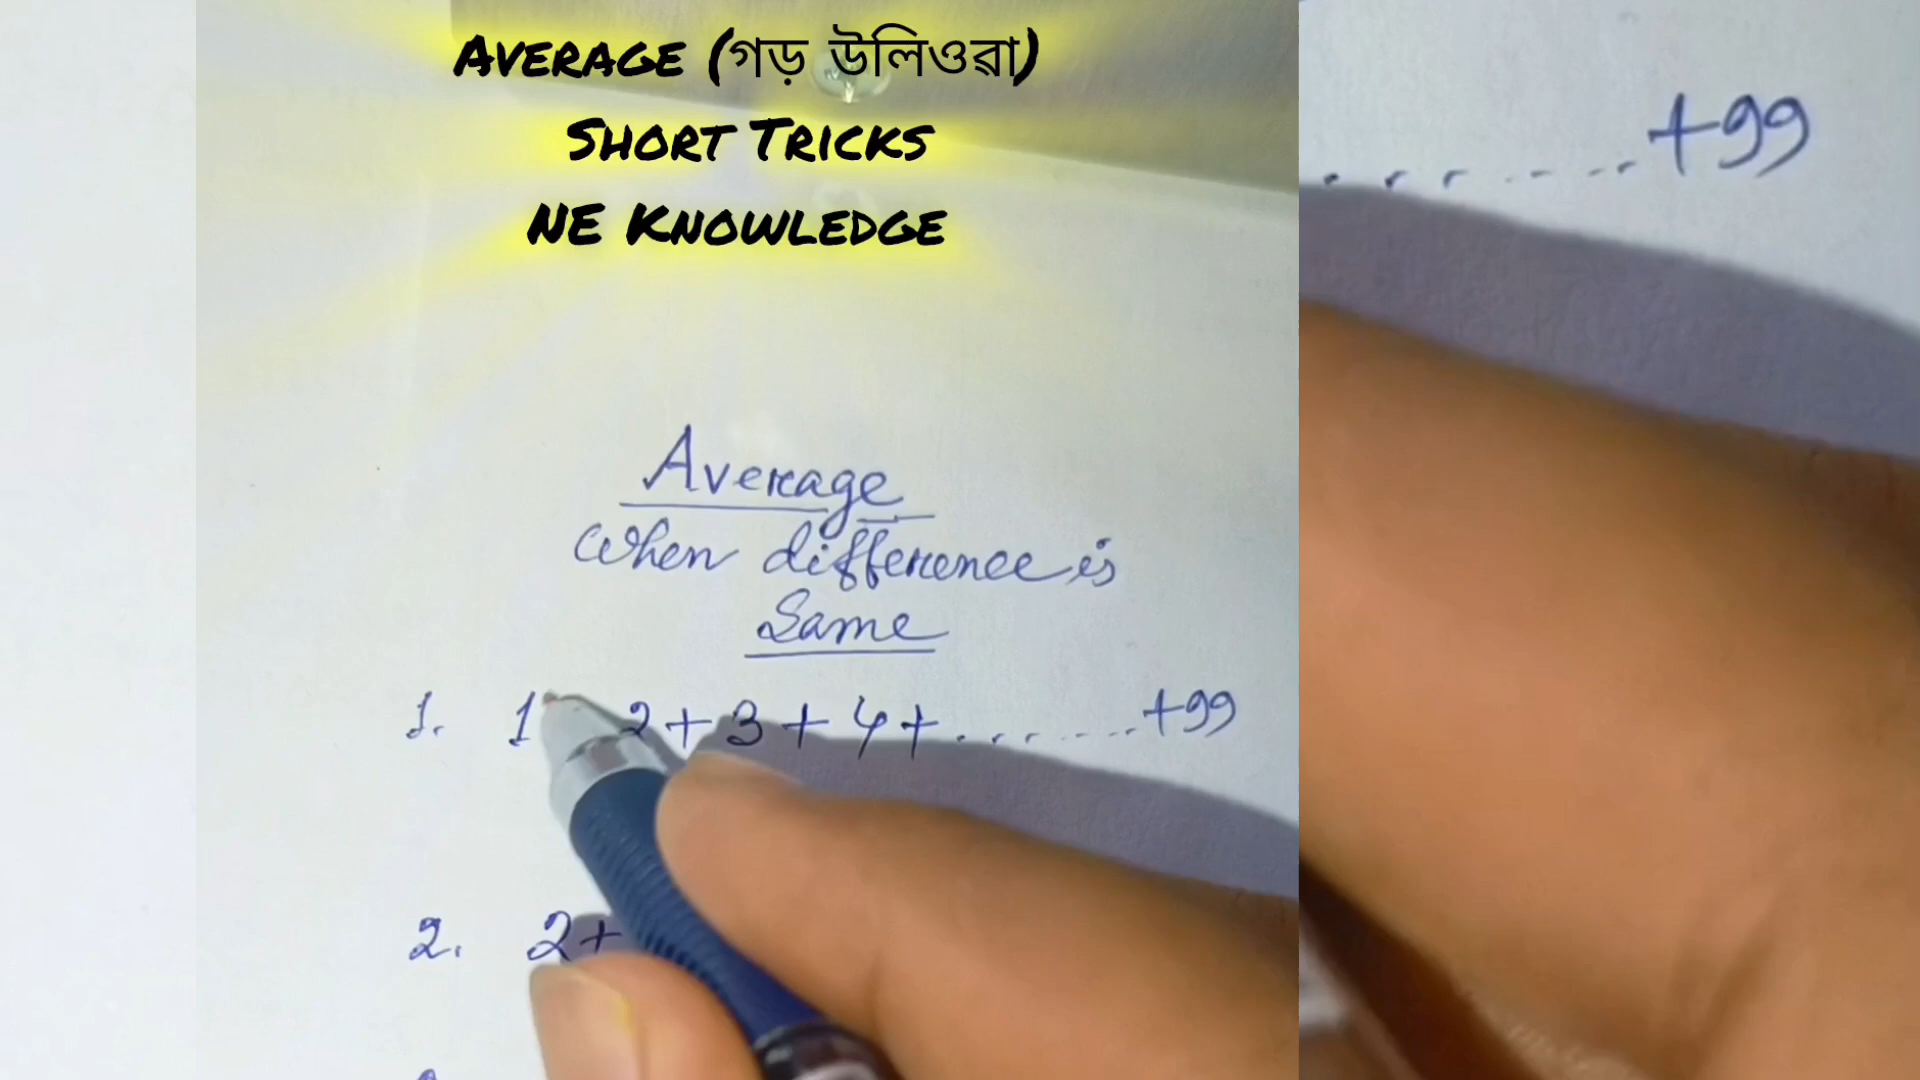 AVERAGE (গড় উলিওৱা)
SHORT TRICKS
NE KNOWLEDGE
Average
when difference is
Same
1. 1 2+3+4+.........+99
2. 2+
.........+99